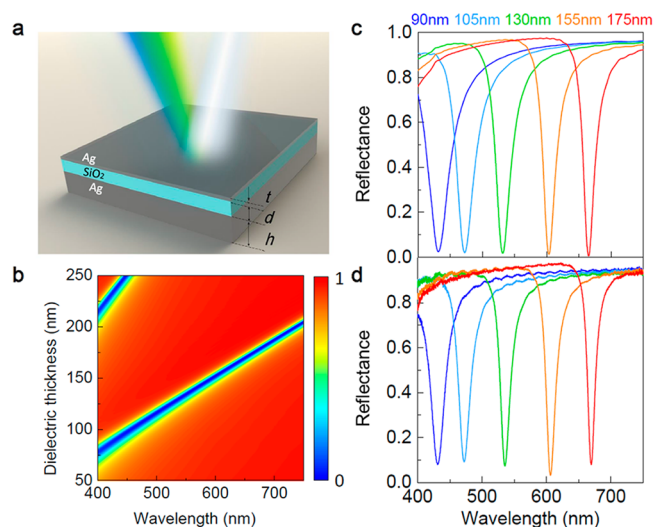 a
Ag
SiO₂
Ag
t
d
h
b
250
200
150
100
50
400 500 600 700
Dielectric thickness (nm)
Wavelength (nm)
1
0
90nm 105nm 130nm 155nm 175nm
c
1.0
0.8
0.6
0.4
0.2
0.0
Reflectance
d
0.8
0.6
0.4
0.2
0.0
Reflectance
400 500 600 700
Wavelength (nm)